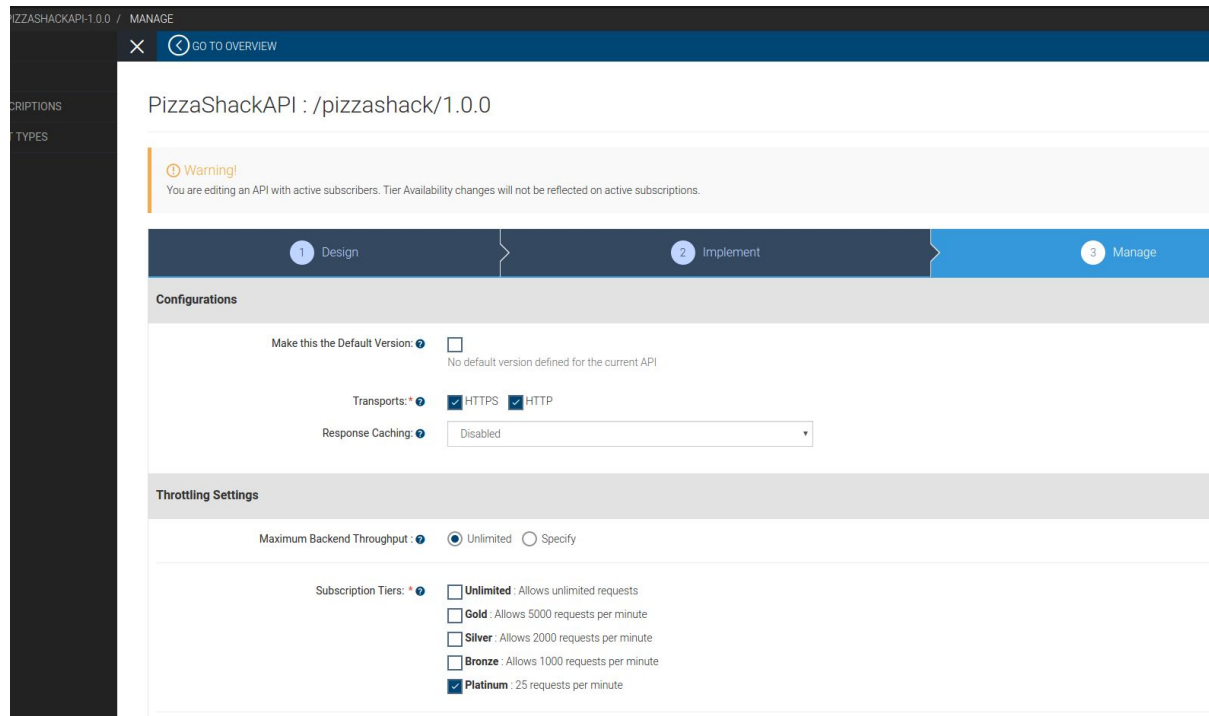 PIZZASHACKAPI-1.0.0 / MANAGE
GO TO OVERVIEW
CRIPTIONS
T TYPES
PizzaShackAPI : /pizzashack/1.0.0
Warning!
You are editing an API with active subscribers. Tier Availability changes will not be reflected on active subscriptions.
1 Design 2 Implement 3 Manage
Configurations
Make this the Default Version:
No default version defined for the current API
Transports:* HTTPS HTTP
Response Caching: Disabled
Throttling Settings
Maximum Backend Throughput : Unlimited Specify
Subscription Tiers: * Unlimited : Allows unlimited requests
Gold : Allows 5000 requests per minute
Silver : Allows 2000 requests per minute
Bronze : Allows 1000 requests per minute
Platinum : 25 requests per minute